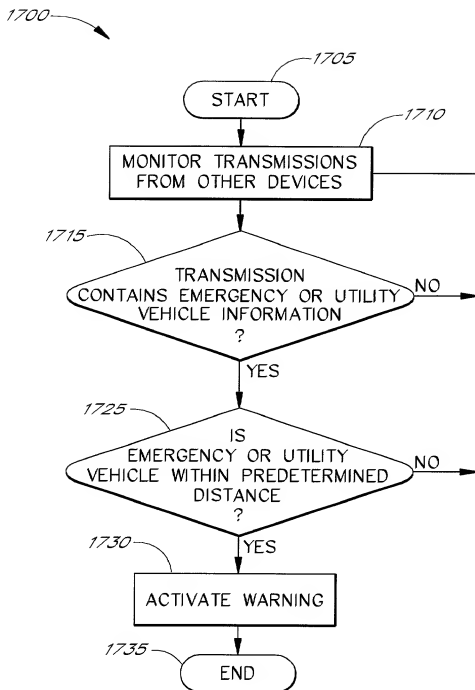 1700
1705
START
1710
MONITOR TRANSMISSIONS
FROM OTHER DEVICES
1715
TRANSMISSION
CONTAINS EMERGENCY OR UTILITY
VEHICLE INFORMATION
?
NO
YES
1725
IS
EMERGENCY OR UTILITY
VEHICLE WITHIN PREDETERMINED
DISTANCE
?
NO
YES
1730
ACTIVATE WARNING
1735
END